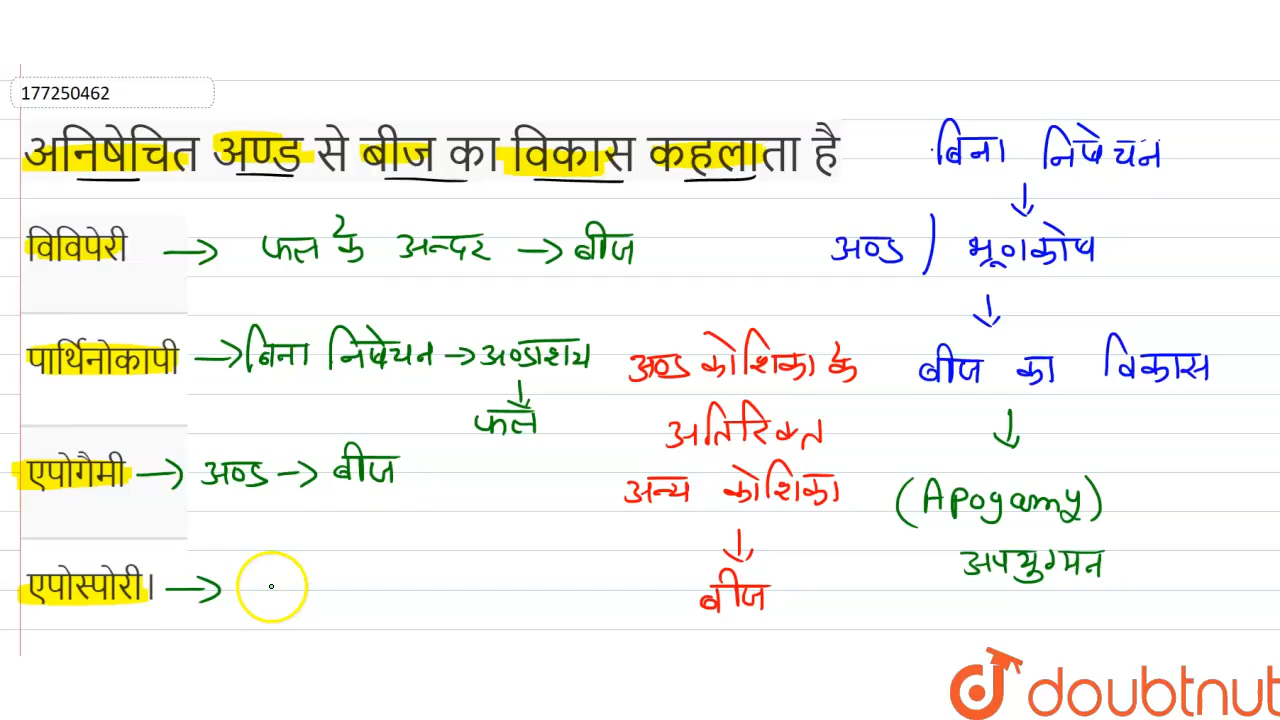 177250462
अनिषेचित अण्ड से बीज का विकास कहलाता है
विविपेरी → फल के अन्दर → बीज
पार्थिनोकापी → बिना निषेचन → अण्डाशय
↓
फल
एपोगैमी → अण्ड → बीज
एपोस्पोरी। →
अण्ड कोशिका के
अतिरिक्त
अन्य कोशिका
↓
बीज
बिना निषेचन
↓
अण्ड / भ्रूणकोष
↓
बीज का विकास
↓
(Apogamy)
अपयुग्मन
doubtnut